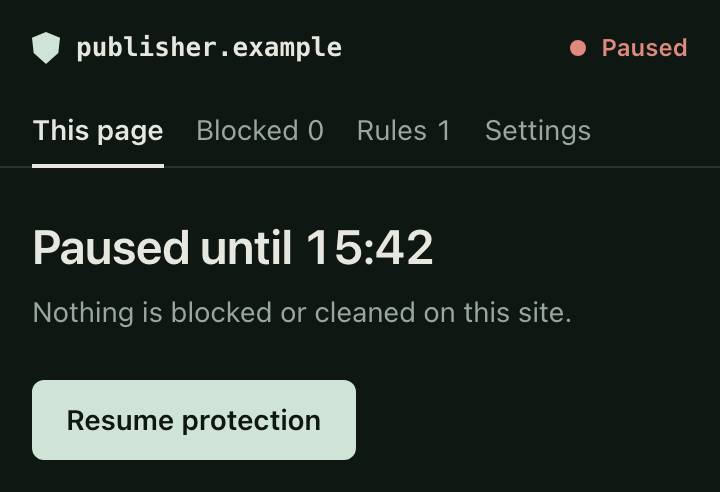 publisher.example
Paused
This page Blocked 0 Rules 1 Settings
Paused until 15:42
Nothing is blocked or cleaned on this site.
Resume protection